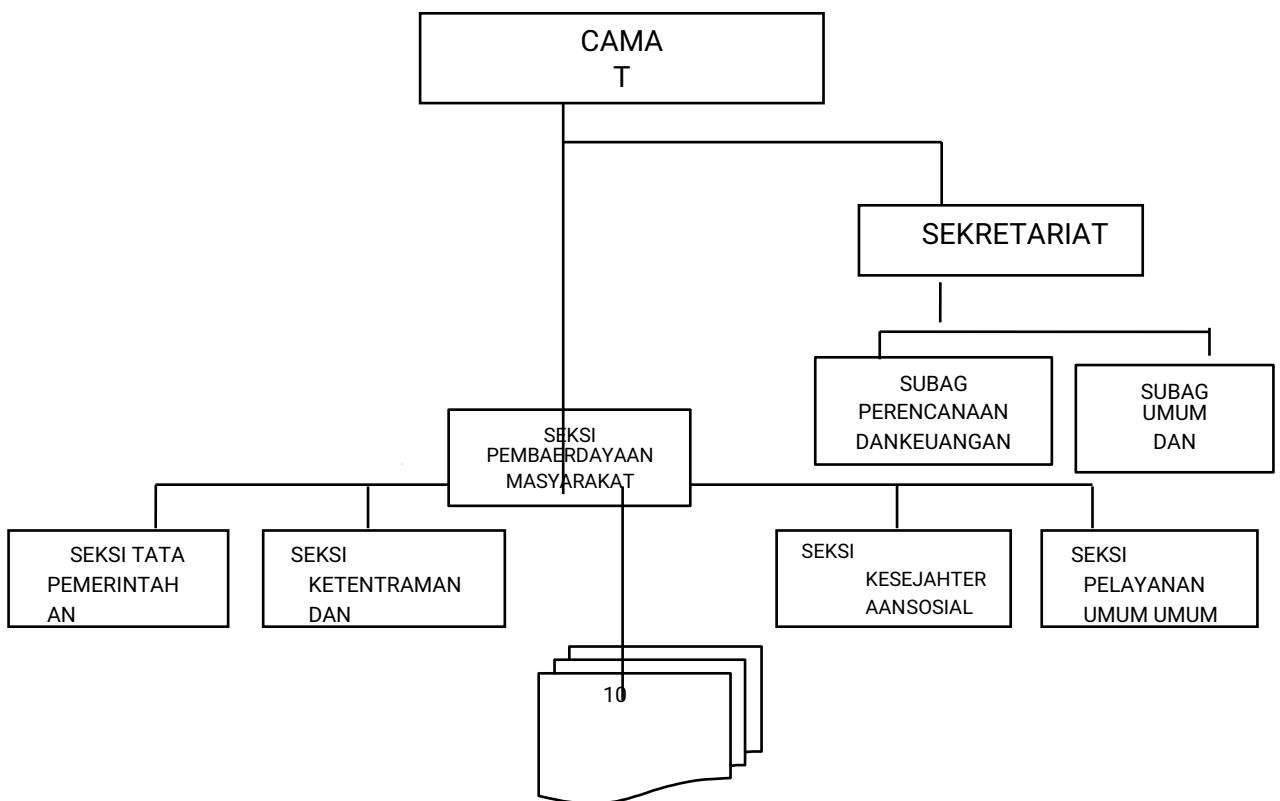 CAMA
T
SEKRETARIAT
SUBAG
PERENCANAAN
DANKEUANGAN
SUBAG
UMUM
DAN
SEKSI
PEMBAERDAYAAN
MASYARAKAT
SEKSI TATA
PEMERINTAH
AN
SEKSI
KETENTRAMAN
DAN
SEKSI
KESEJAHTER
AANSOSIAL
SEKSI
PELAYANAN
UMUM UMUM
10